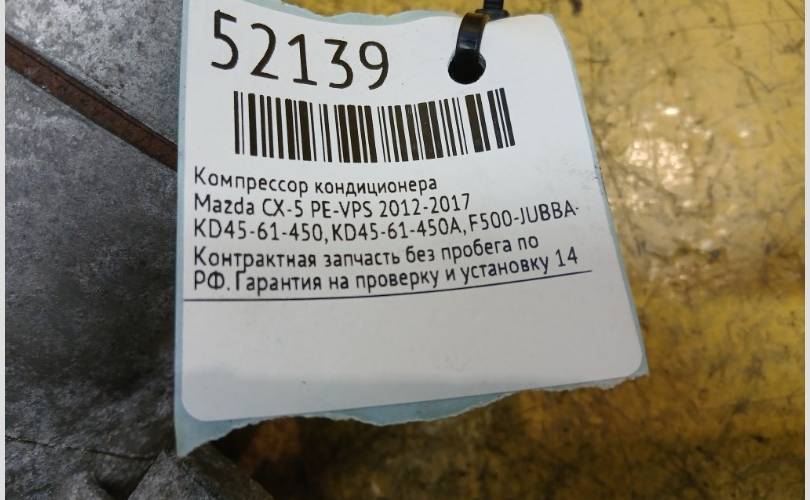 52139
Компрессор кондиционера
Mazda CX-5 PE-VPS 2012-2017
KD45-61-450, KD45-61-450A, F500-JUBBA-
Контрактная запчасть без пробега по
РФ. Гарантия на проверку и установку 14